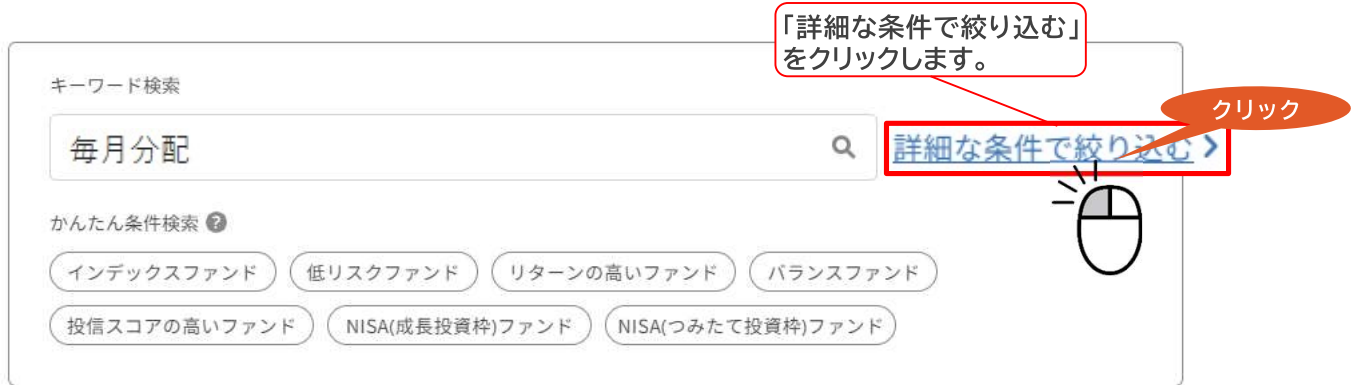 「詳細な条件で絞り込む」
をクリックします。
キーワード検索
クリック
毎月分配
詳細な条件で絞り込む
かんたん条件検索 ?
インデックスファンド
低リスクファンド
リターンの高いファンド
バランスファンド
投信スコアの高いファンド
NISA(成長投資枠)ファンド
NISA(つみたて投資枠)ファンド